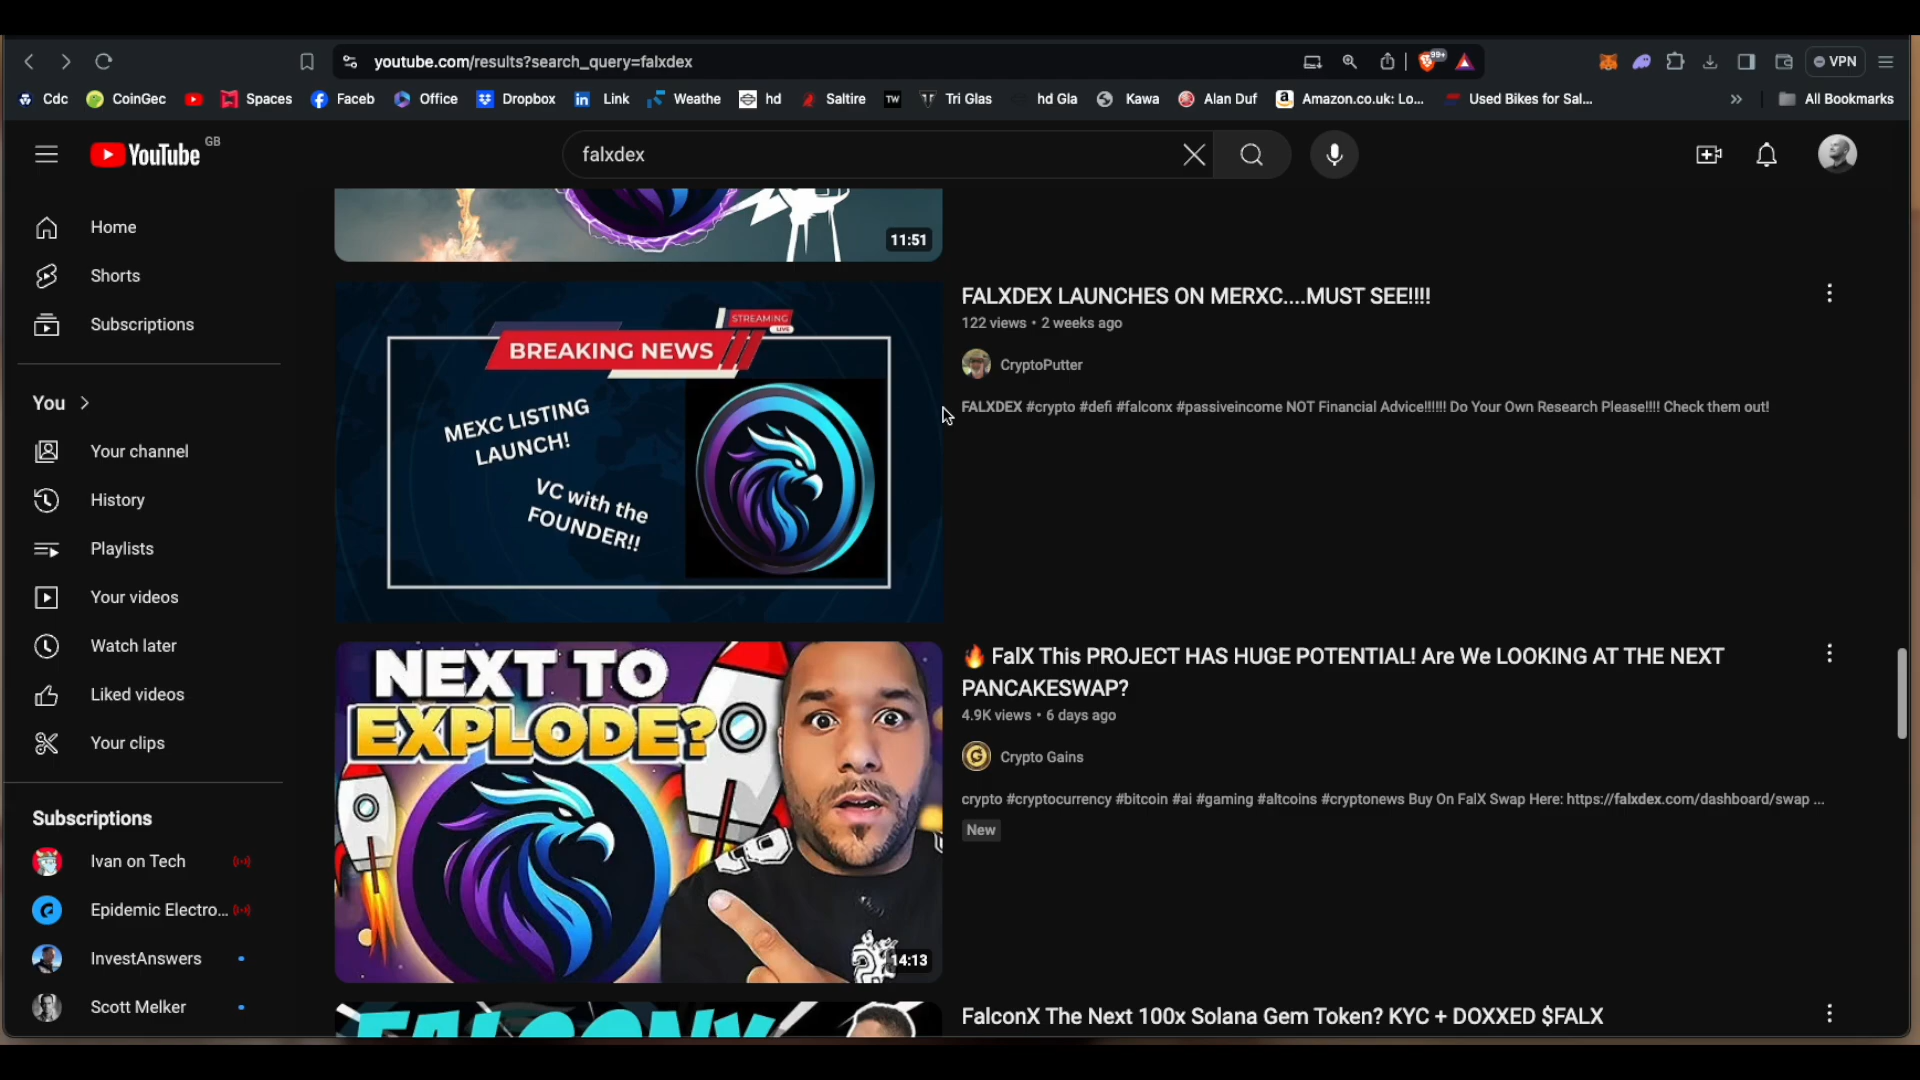 youtube.com/results?search_query=falxdex
99+
VPN
Cdc
CoinGec
Spaces
Faceb
Office
Dropbox
Link
Weathe
hd
Saltire
TW
Tri Glas
hd Gla
Kawa
Alan Duf
Amazon.co.uk: Lo...
Used Bikes for Sal...
»
All Bookmarks
YouTube GB
falxdex
Home
Shorts
Subscriptions
You
Your channel
History
Playlists
Your videos
Watch later
Liked videos
Your clips
Subscriptions
Ivan on Tech
Epidemic Electro...
InvestAnswers
Scott Melker
11:51
STREAMING
LIVE
BREAKING NEWS
MEXC LISTING
LAUNCH!
VC with the
FOUNDER!!
FALXDEX LAUNCHES ON MERXC....MUST SEE!!!!
122 views • 2 weeks ago
CryptoPutter
FALXDEX #crypto #defi #falconx #passiveincome NOT Financial Advice!!!!!! Do Your Own Research Please!!!! Check them out!
NEXT TO
EXPLODE?
14:13
🔥 FalX This PROJECT HAS HUGE POTENTIAL! Are We LOOKING AT THE NEXT
PANCAKESWAP?
4.9K views • 6 days ago
Crypto Gains
crypto #cryptocurrency #bitcoin #ai #gaming #altcoins #cryptonews Buy On FalX Swap Here: https://falxdex.com/dashboard/swap ...
New
FALCONX
FalconX The Next 100x Solana Gem Token? KYC + DOXXED $FALX